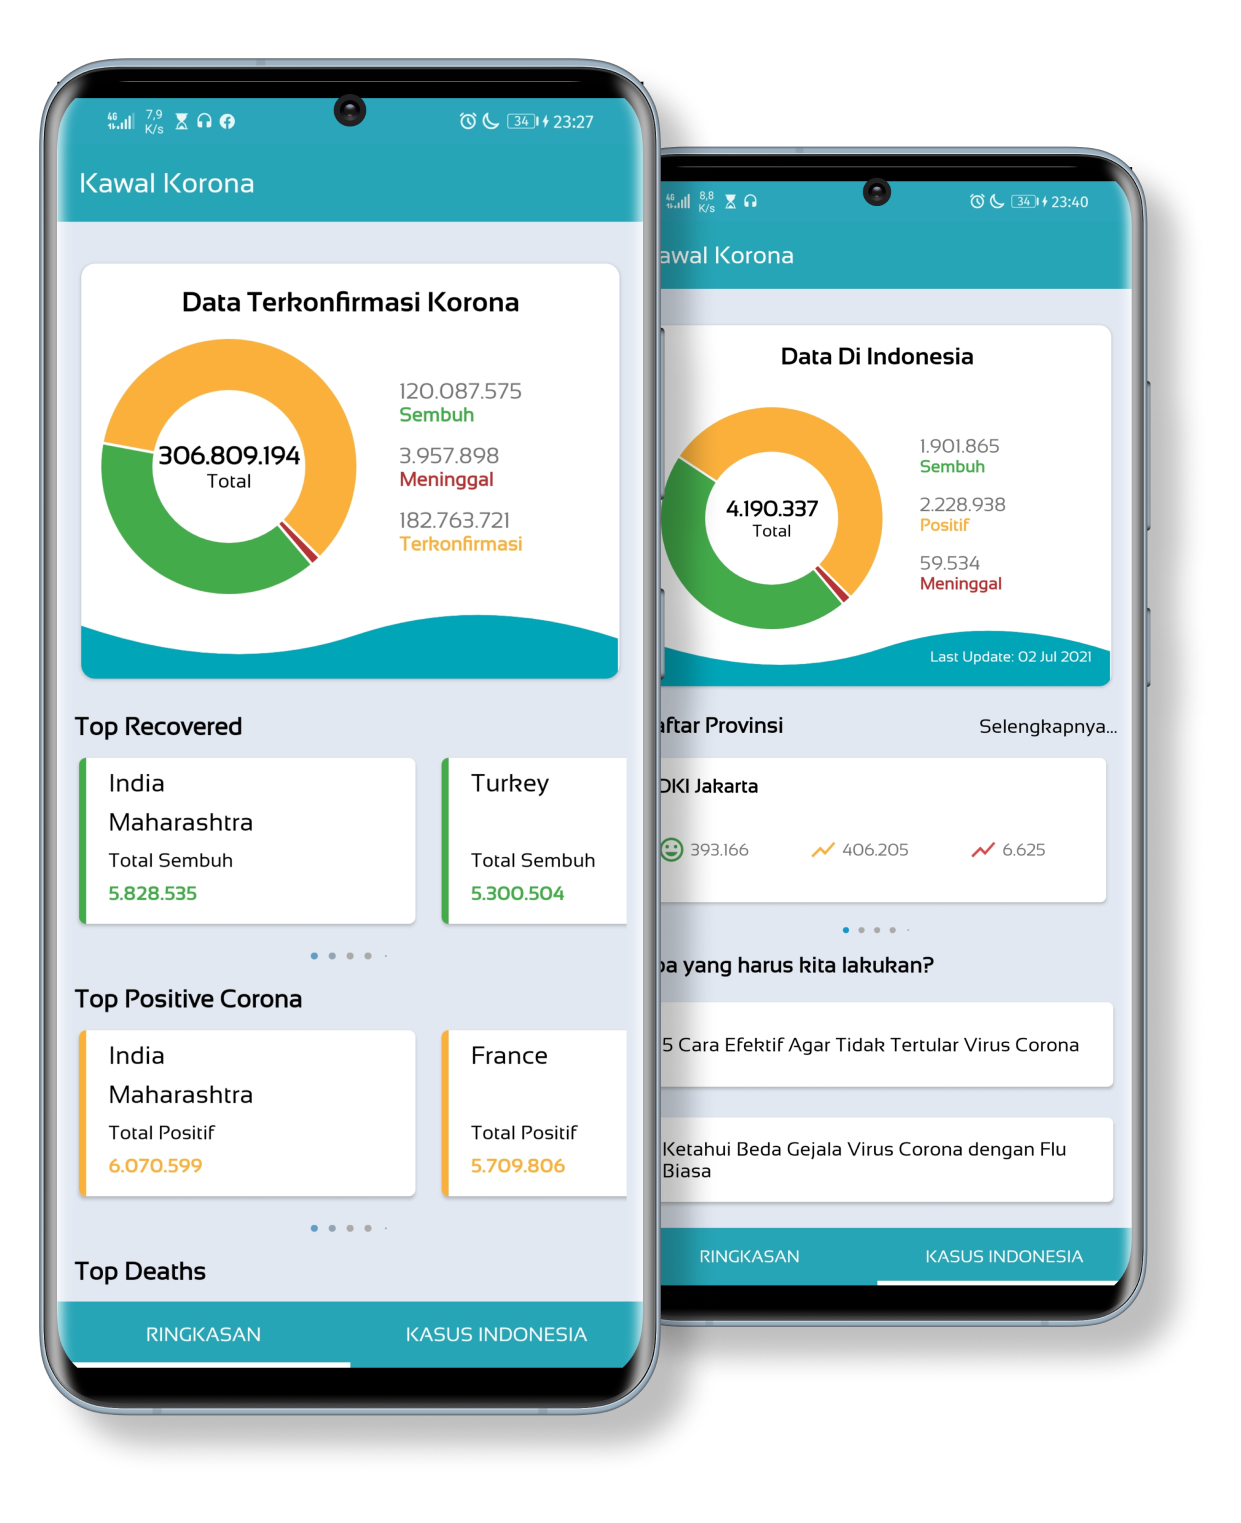 46 7,9 K/s 34 23:27
Kawal Korona
Data Terkonfirmasi Korona
306.809.194
Total
120.087.575
Sembuh
3.957.898
Meninggal
182.763.721
Terkonfirmasi
Top Recovered
India
Maharashtra
Total Sembuh
5.828.535
Turkey
Total Sembuh
5.300.504
Top Positive Corona
India
Maharashtra
Total Positif
6.070.599
France
Total Positif
5.709.806
Top Deaths
RINGKASAN
KASUS INDONESIA
46 8,8 K/s 34 23:40
awal Korona
Data Di Indonesia
4.190.337
Total
1.901.865
Sembuh
2.228.938
Positif
59.534
Meninggal
Last Update: 02 Jul 2021
aftar Provinsi
Selengkapnya...
DKI Jakarta
393.166
406.205
6.625
pa yang harus kita lakukan?
5 Cara Efektif Agar Tidak Tertular Virus Corona
Ketahui Beda Gejala Virus Corona dengan Flu
Biasa
RINGKASAN
KASUS INDONESIA